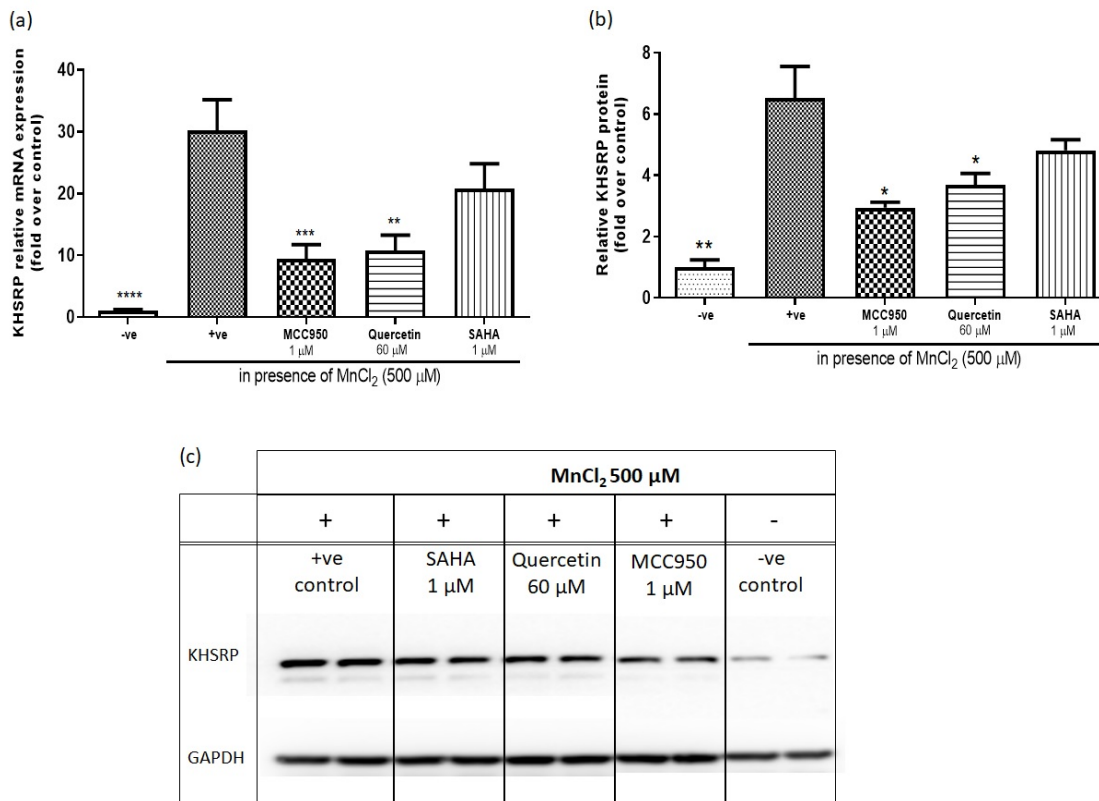 (a)
KHSRP relative mRNA expression
(fold over control)
40
30
20
10
0
****
***
**
-ve
+ve
MCC950
1 μM
Quercetin
60 μM
SAHA
1 μM
in presence of MnCl₂ (500 μM)
(b)
Relative KHSRP protein
(fold over control)
8
6
4
2
0
**
*
*
-ve
+ve
MCC950
1 μM
Quercetin
60 μM
SAHA
1 μM
in presence of MnCl₂ (500 μM)
(c)
MnCl₂ 500 μM
+ + + + -
+ve control
SAHA 1 μM
Quercetin 60 μM
MCC950 1 μM
-ve control
KHSRP
GAPDH